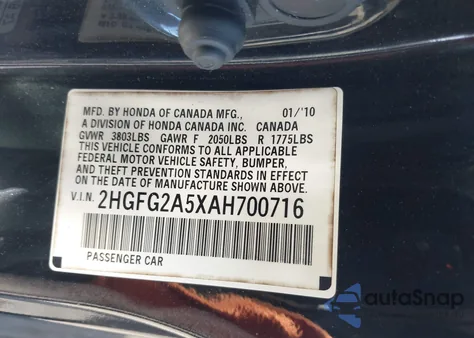 MFD. BY HONDA OF CANADA MFG., 01/'10
A DIVISION OF HONDA CANADA INC. CANADA
GVWR 3803LBS GAWR F 2050LBS R 1775LBS
THIS VEHICLE CONFORMS TO ALL APPLICABLE
FEDERAL MOTOR VEHICLE SAFETY, BUMPER,
AND THEFT PREVENTION STANDARDS IN EFFECT
ON THE DATE OF MANUFACTURE SHOWN ABOVE.
V.I.N. 2HGFG2A5XAH700716
PASSENGER CAR
autoSnap